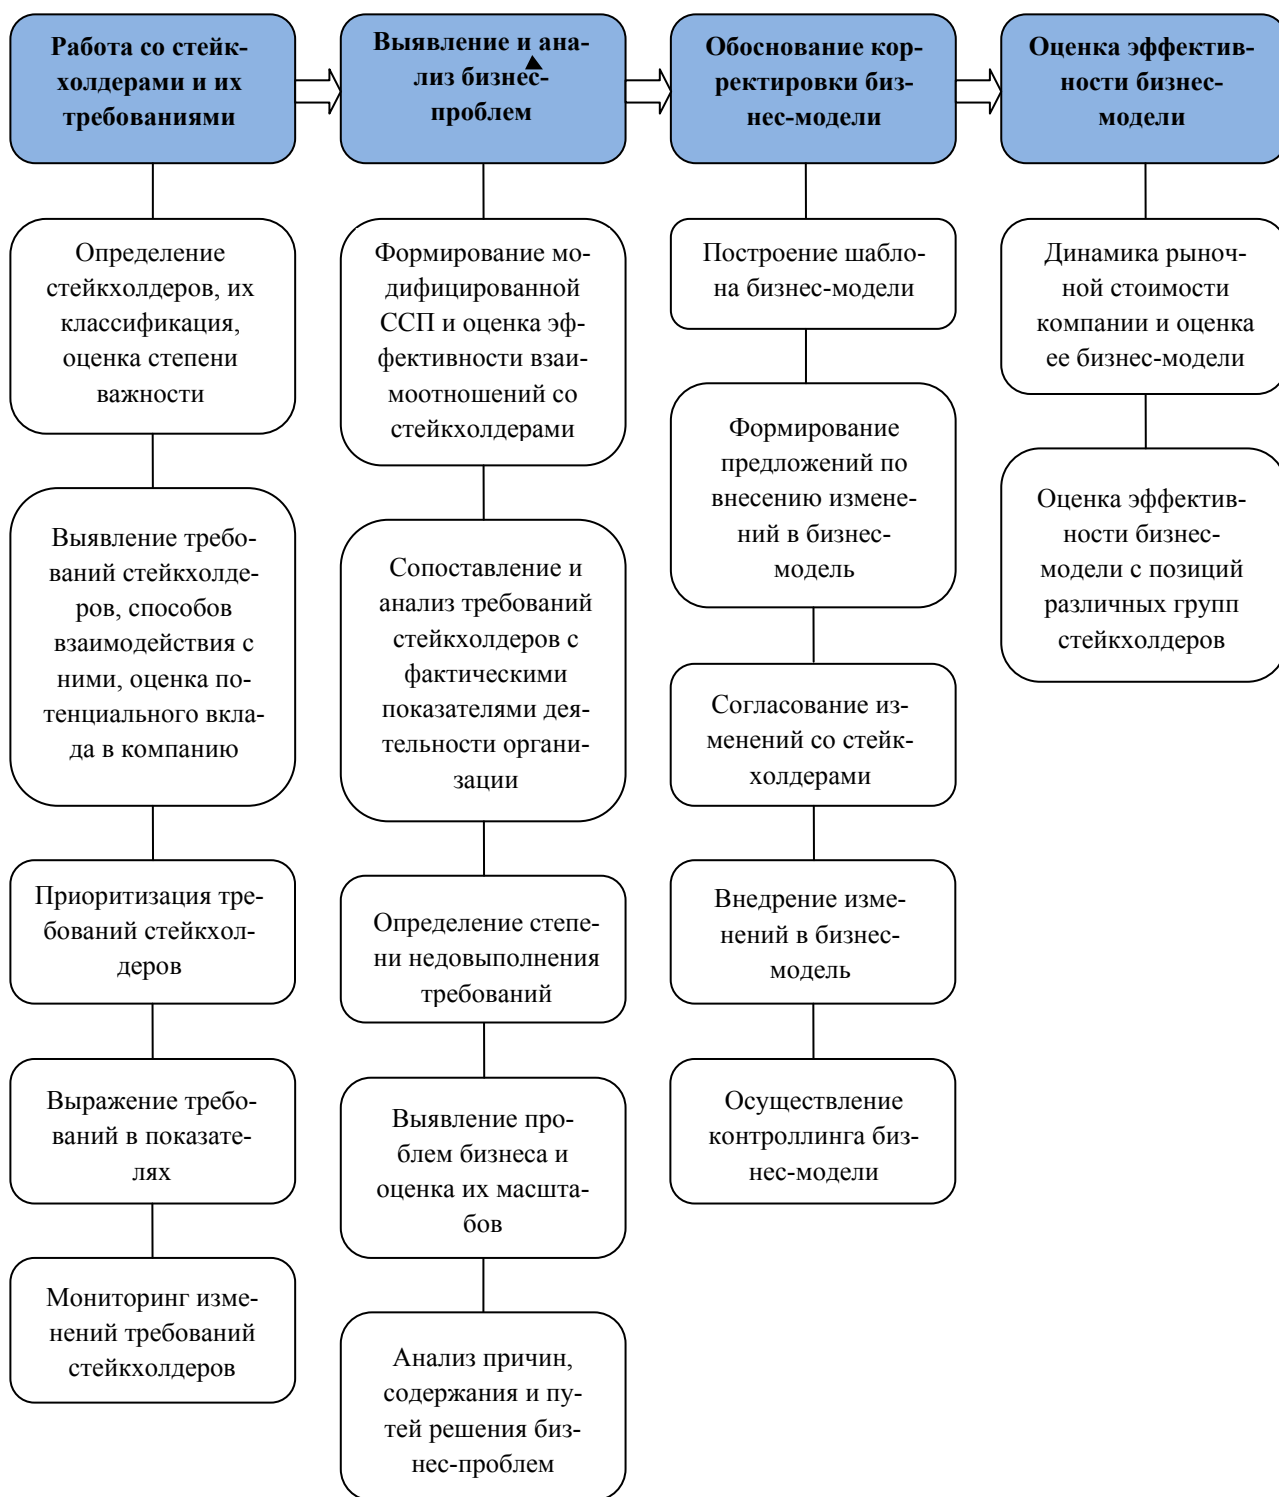 Работа со стейк-
холдерами и их
требованиями
Определение
стейкхолдеров, их
классификация,
оценка степени
важности
Выявление требо-
ваний стейкхолде-
ров, способов
взаимодействия с
ними, оценка по-
тенциального вкла-
да в компанию
Приоритизация тре-
бований стейкхол-
деров
Выражение требо-
ваний в показате-
лях
Мониторинг изме-
нений требований
стейкхолдеров
Выявление и ана-
лиз бизнес-
проблем
Формирование мо-
дифицированной
ССП и оценка эф-
фективности взаи-
моотношений со
стейкхолдерами
Сопоставление и
анализ требований
стейкхолдеров с
фактическими
показателями дея-
тельности органи-
зации
Определение степе-
ни недовыполнения
требований
Выявление про-
блем бизнеса и
оценка их масшта-
бов
Анализ причин,
содержания и пу-
тей решения биз-
нес-проблем
Обоснование кор-
ректировки биз-
нес-модели
Построение шабло-
на бизнес-модели
Формирование
предложений по
внесению измене-
ний в бизнес-
модель
Согласование из-
менений со стейк-
холдерами
Внедрение изме-
нений в бизнес-
модель
Осуществление
контроллинга биз-
нес-модели
Оценка эффектив-
ности бизнес-
модели
Динамика рыноч-
ной стоимости
компании и оценка
ее бизнес-модели
Оценка эффектив-
ности бизнес-
модели с позиций
различных групп
стейкхолдеров